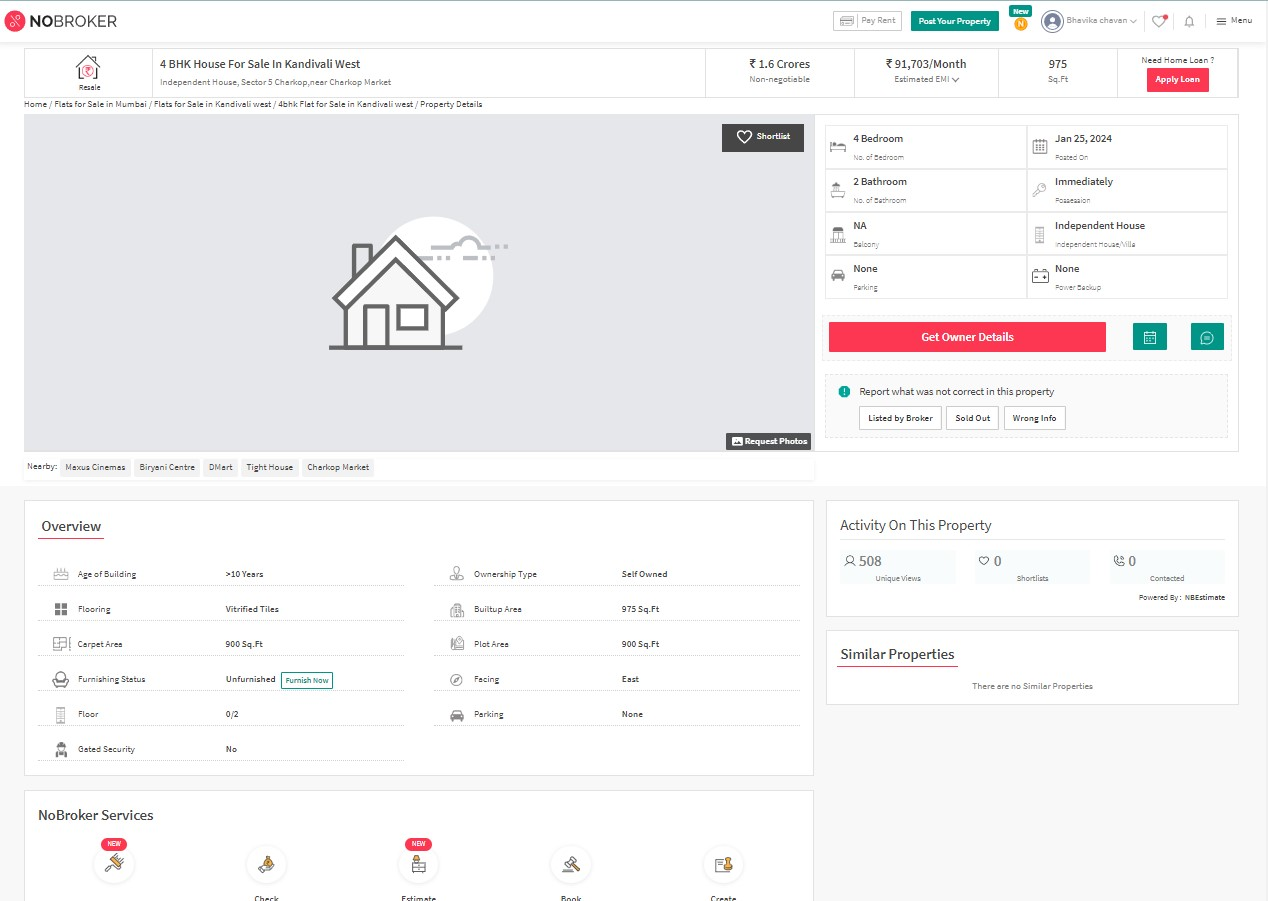 NOBROKER
Pay Rent
Post Your Property
New
N
Bhavika chavan
Menu
Resale
4 BHK House For Sale In Kandivali West
Independent House, Sector 5 Charkop,near Charkop Market
₹ 1.6 Crores
Non-negotiable
₹ 91,703/Month
Estimated EMI
975
Sq.Ft
Need Home Loan ?
Apply Loan
Home / Flats for Sale in Mumbai / Flats for Sale in Kandivali west / 4bhk Flat for Sale in Kandivali west / Property Details
Shortlist
Request Photos
4 Bedroom
No. of Bedroom
Jan 25, 2024
Posted On
2 Bathroom
No. of Bathroom
Immediately
Possession
NA
Balcony
Independent House
Independent House/Villa
None
Parking
None
Power Backup
Get Owner Details
Report what was not correct in this property
Listed by Broker
Sold Out
Wrong Info
Nearby: Maxus Cinemas Biryani Centre DMart Tight House Charkop Market
Overview
Age of Building >10 Years
Ownership Type Self Owned
Flooring Vitrified Tiles
Builtup Area 975 Sq.Ft
Carpet Area 900 Sq.Ft
Plot Area 900 Sq.Ft
Furnishing Status Unfurnished Furnish Now
Facing East
Floor 0/2
Parking None
Gated Security No
Activity On This Property
508
Unique Views
0
Shortlists
0
Contacted
Powered By : NBEstimate
Similar Properties
There are no Similar Properties
NoBroker Services
NEW
NEW
Check
Estimate
Book
Create